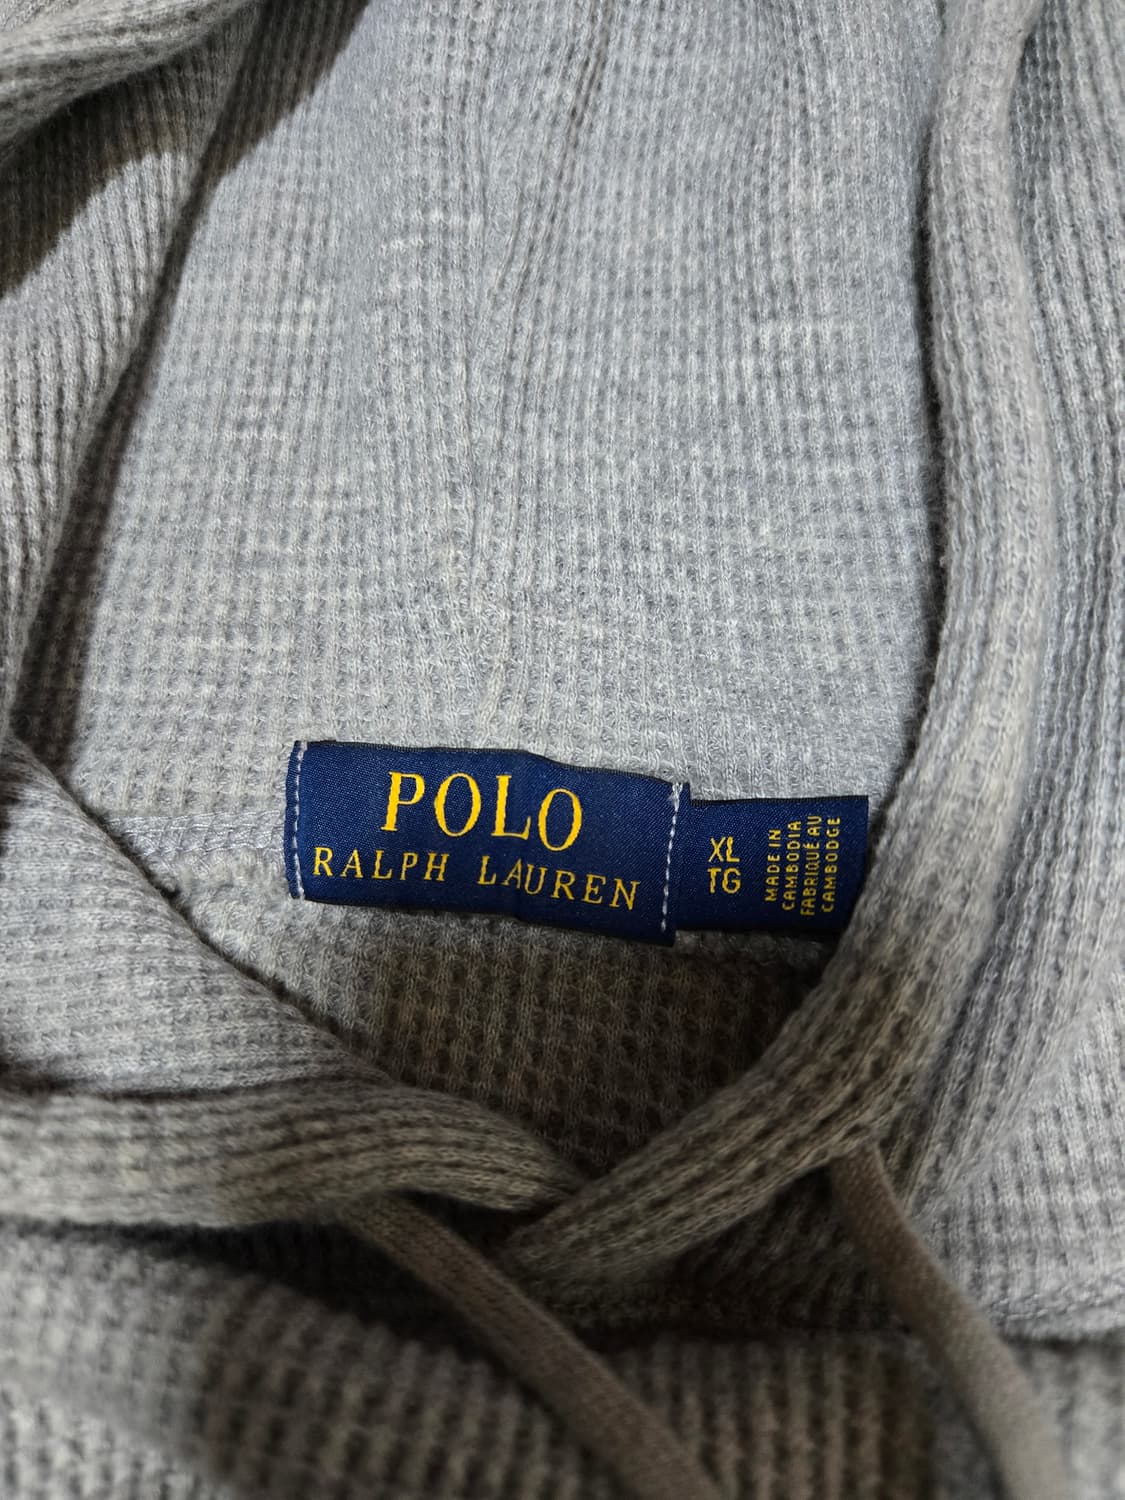 POLO
RALPH LAUREN
XL
TG
MADE IN
CAMBODIA
FABRIQUÉ AU
CAMBODGE